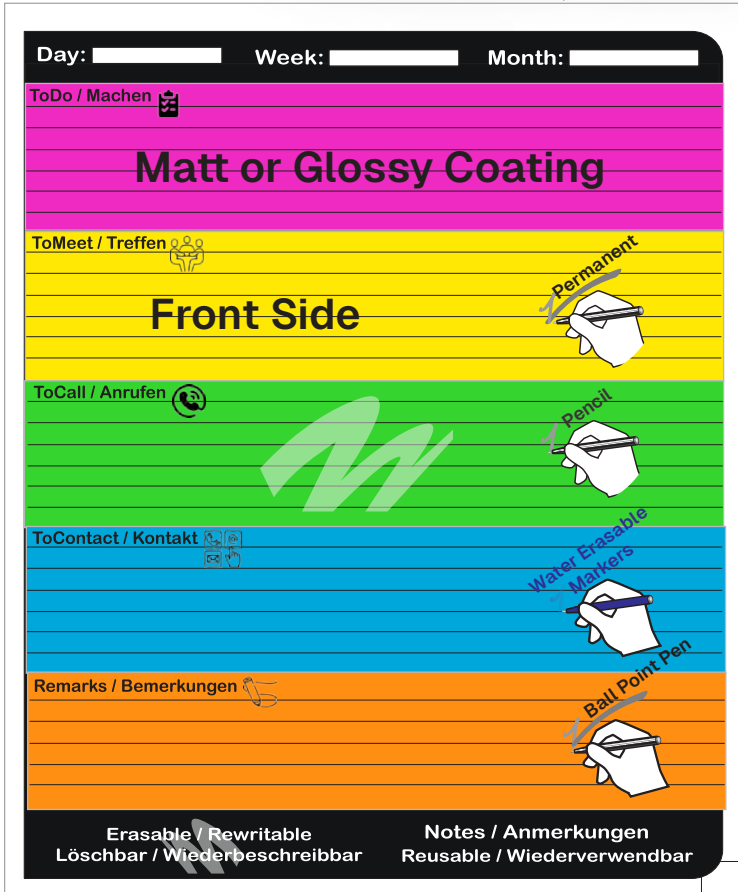 Day: Week: Month:
ToDo / Machen
Matt or Glossy Coating
ToMeet / Treffen
Permanent
Front Side
ToCall / Anrufen
Pencil
ToContact / Kontakt
Water Erasable
Markers
Remarks / Bemerkungen
Ball Point Pen
Erasable / Rewritable
Löschbar / Wiederbeschreibbar
Notes / Anmerkungen
Reusable / Wiederverwendbar